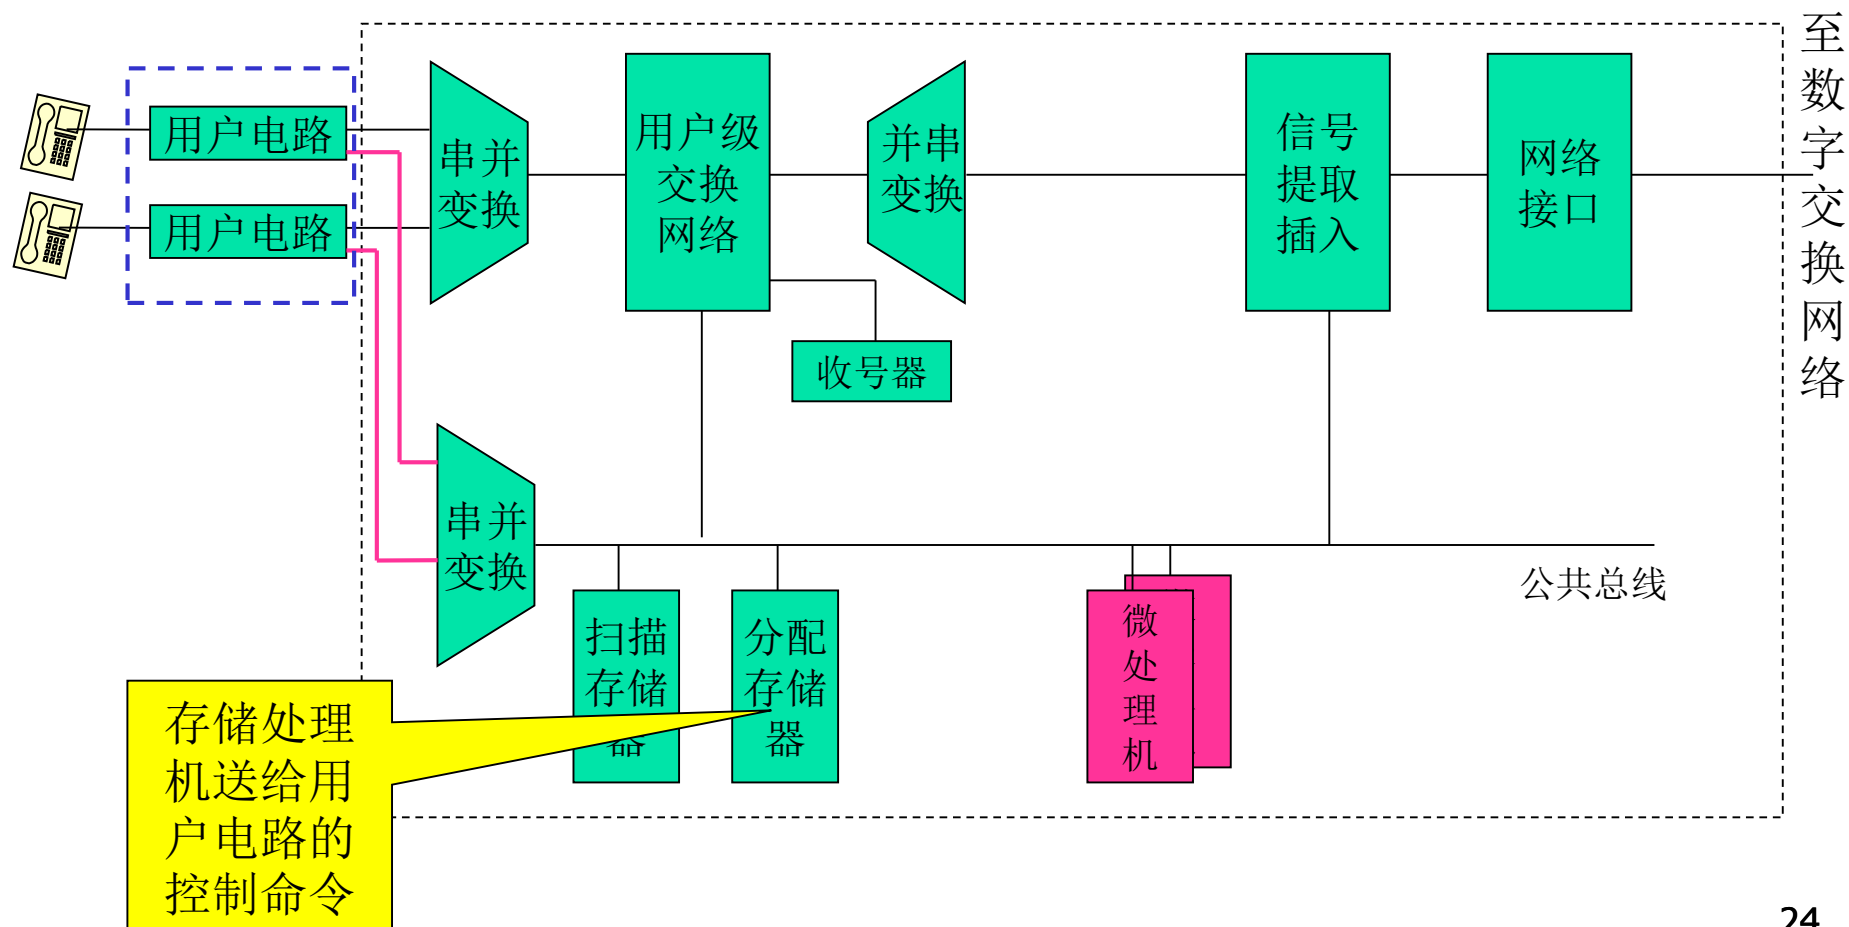 用户电路
用户电路
串并
变换
用户级
交换
网络
并串
变换
信号
提取
插入
网络
接口
至
数
字
交
换
网
络
收号器
串并
变换
公共总线
扫描
存储
器
分配
存储
器
微
处
理
机
存储处理
机送给用
户电路的
控制命令
24